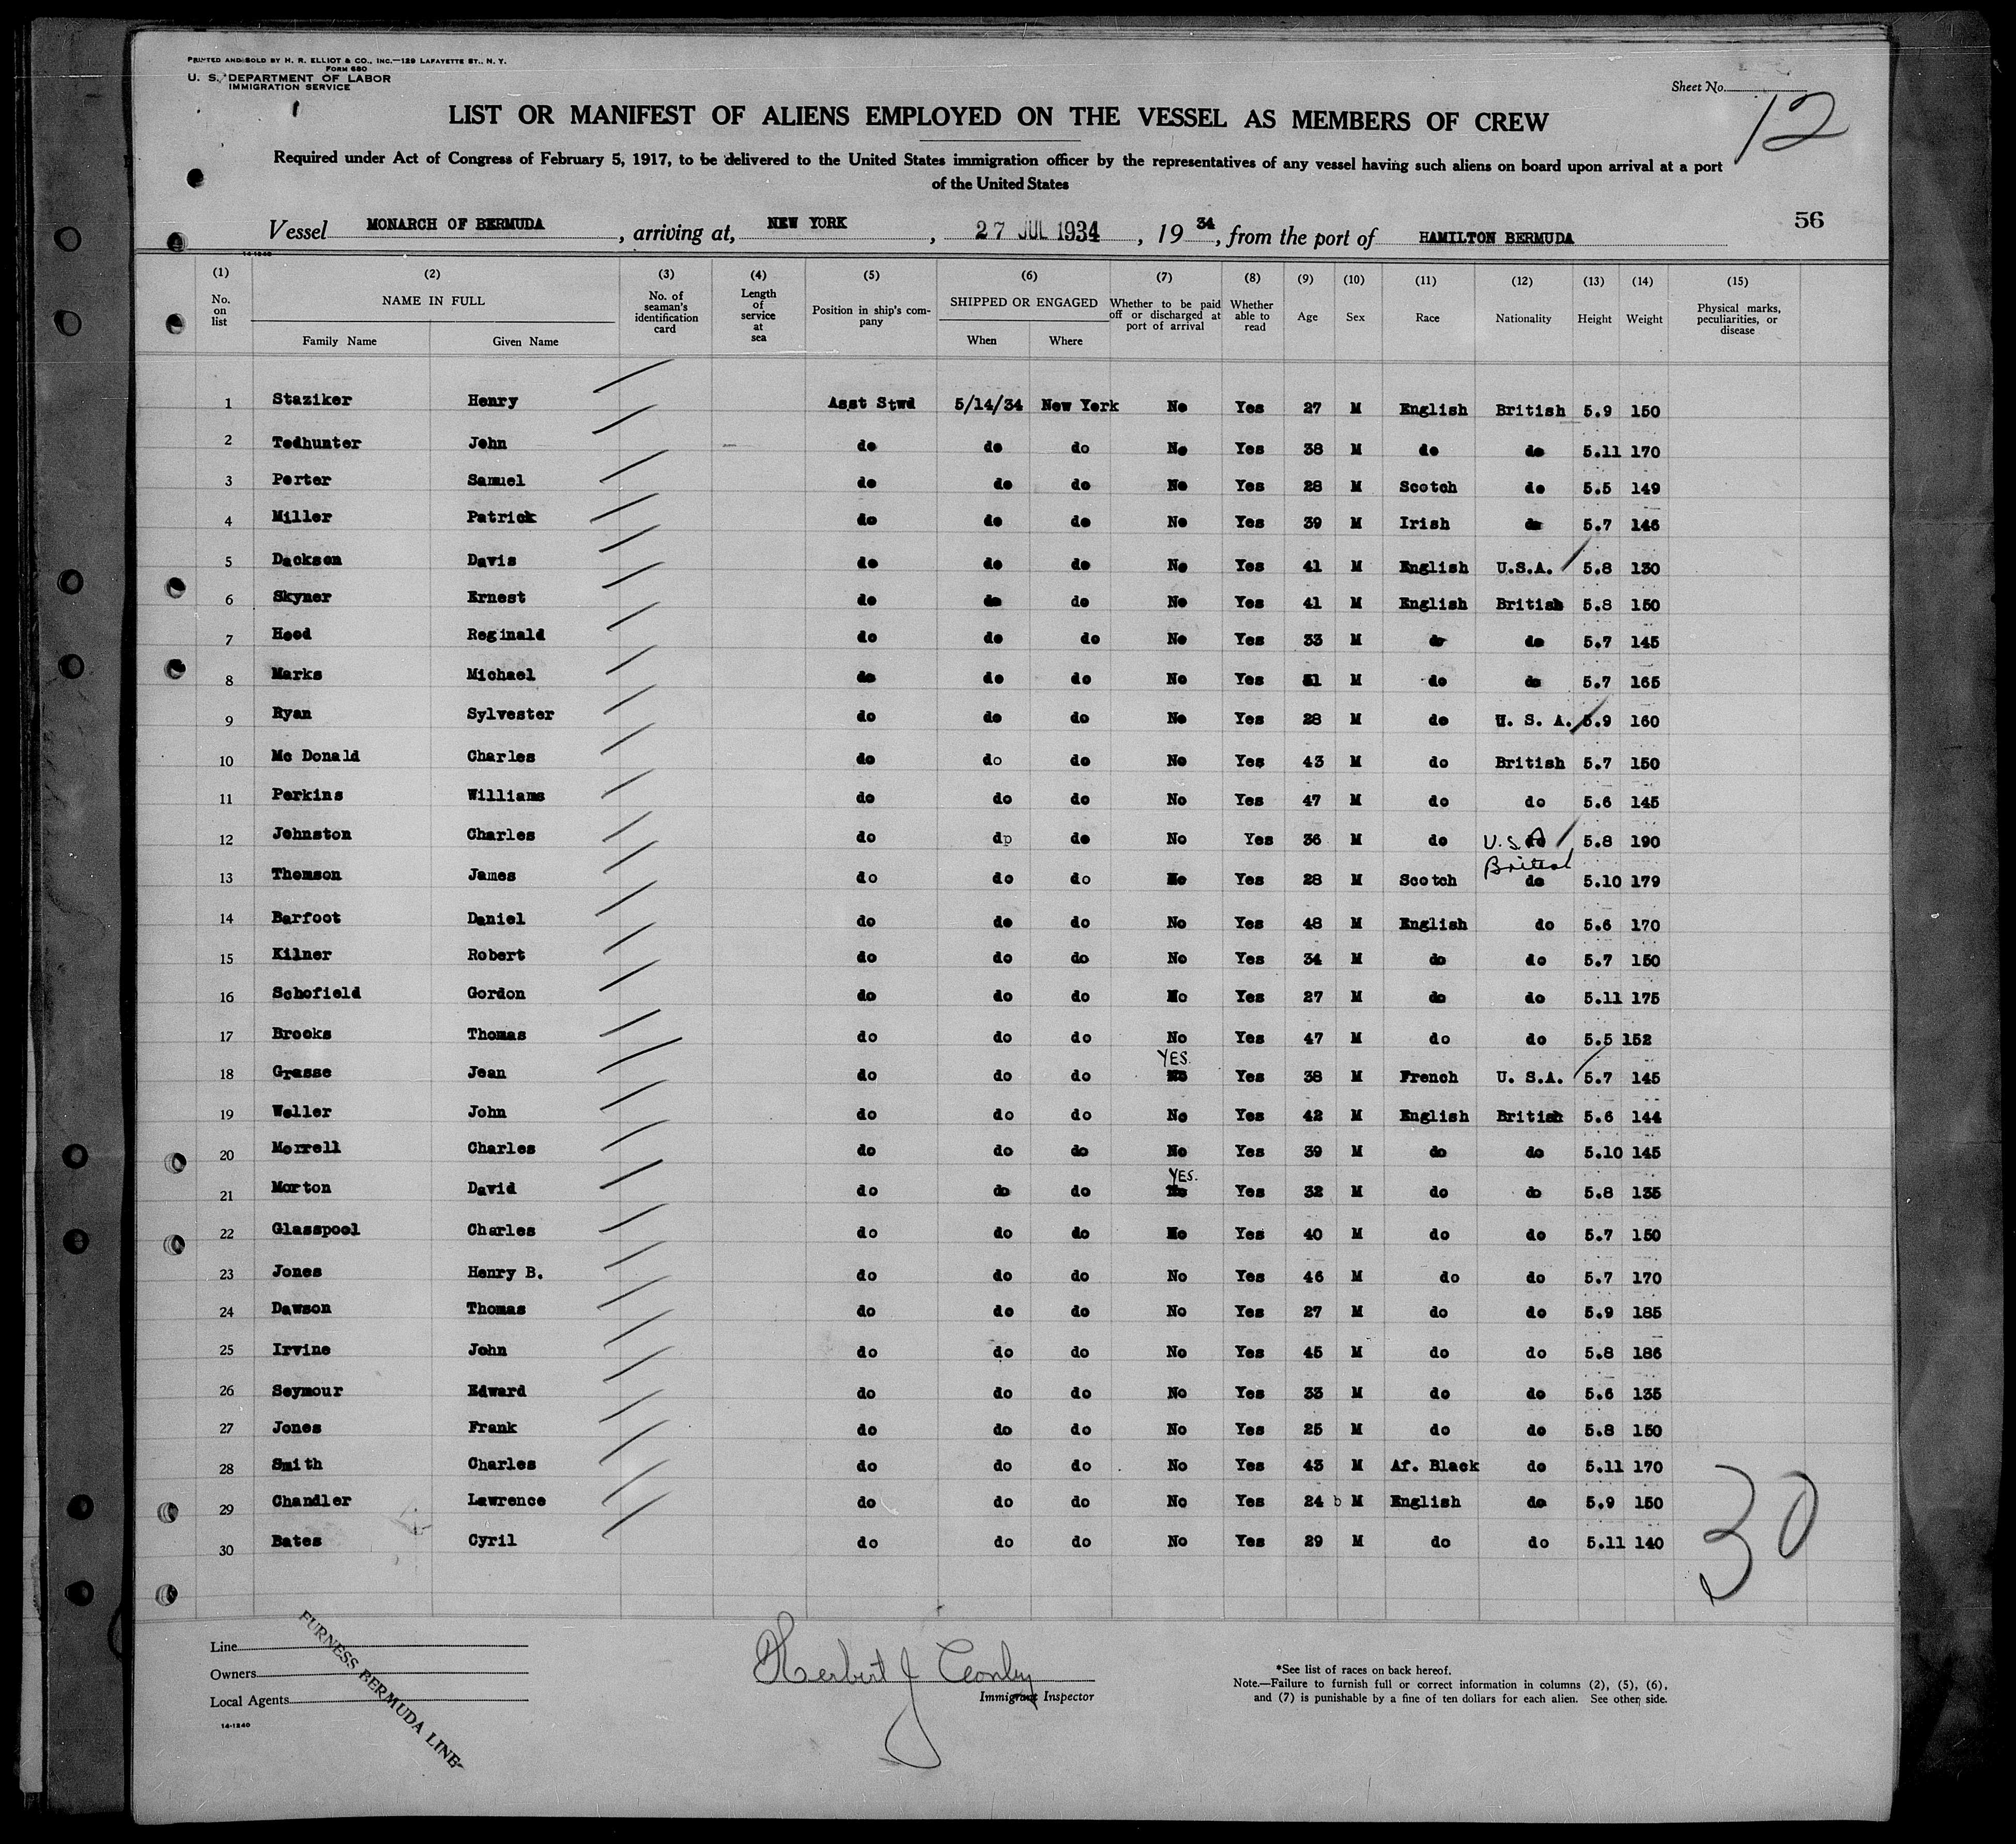 PRINTED AND SOLD BY H. R. ELLIOT & CO., INC.—129 LAFAYETTE ST., N. Y.
FORM 680
U. S. DEPARTMENT OF LABOR
IMMIGRATION SERVICE
Sheet No. 12
LIST OR MANIFEST OF ALIENS EMPLOYED ON THE VESSEL AS MEMBERS OF CREW
Required under Act of Congress of February 5, 1917, to be delivered to the United States immigration officer by the representatives of any vessel having such aliens on board upon arrival at a port
of the United States
56
Vessel MONARCH OF BERMUDA, arriving at, NEW YORK, 27 JUL 1934, 19 34, from the port of HAMILTON BERMUDA
14-1240
(1) (2) (3) (4) (5) (6) (7) (8) (9) (10) (11) (12) (13) (14) (15)
No. on list NAME IN FULL Family Name Given Name No. of seaman's identification card Length of service at sea Position in ship's company SHIPPED OR ENGAGED When Where Whether to be paid off or discharged at port of arrival Whether able to read Age Sex Race Nationality Height Weight Physical marks, peculiarities, or disease
1 Staziker Henry Asst Stwd 5/14/34 New York No Yes 27 M English British 5.9 150
2 Todhunter John do do do No Yes 38 M do do 5.11 170
3 Porter Samuel do do do No Yes 28 M Scotch do 5.5 149
4 Miller Patrick do do do No Yes 39 M Irish do 5.7 146
5 Dackson Davis do do do No Yes 41 M English U.S.A. 5.8 130
6 Skyner Ernest do do do No Yes 41 M English British 5.8 150
7 Hood Reginald do do do No Yes 33 M do do 5.7 145
8 Marks Michael do do do No Yes 51 M do do 5.7 165
9 Ryan Sylvester do do do No Yes 28 M do U. S. A. 5.9 160
10 Mc Donald Charles do do do No Yes 43 M do British 5.7 150
11 Perkins Williams do do do No Yes 47 M do do 5.6 145
12 Johnston Charles do dp do No Yes 36 M do U.S.A 5.8 190
13 Thomson James do do do No Yes 28 M Scotch British do 5.10 179
14 Barfoot Daniel do do do No Yes 48 M English do 5.6 170
15 Kilner Robert do do do No Yes 34 M do do 5.7 150
16 Schofield Gordon do do do No Yes 27 M do do 5.11 175
17 Brooks Thomas do do do No Yes 47 M do do 5.5 152
18 Grasse Jean do do do YES. No Yes 38 M French U. S.A. 5.7 145
19 Weller John do do do No Yes 42 M English British 5.6 144
20 Morrell Charles do do do No Yes 39 M do do 5.10 145
21 Morton David do do do YES. No Yes 32 M do do 5.8 135
22 Glasspool Charles do do do No Yes 40 M do do 5.7 150
23 Jones Henry B. do do do No Yes 46 M do do 5.7 170
24 Dawson Thomas do do do No Yes 27 M do do 5.9 185
25 Irvine John do do do No Yes 45 M do do 5.8 186
26 Seymour Edward do do do No Yes 33 M do do 5.6 135
27 Jones Frank do do do No Yes 25 M do do 5.8 150
28 Smith Charles do do do No Yes 43 M Af. Black do 5.11 170
29 Chandler Lawrence do do do No Yes 24 b M English do 5.9 150
30 Bates Cyril do do do No Yes 29 M do do 5.11 140
30
Line
Owners
Local Agents
14-1240
FURNESS BERMUDA LINE
Herbert J
Immigrant Inspector
*See list of races on back hereof.
Note.—Failure to furnish full or correct information in columns (2), (5), (6),
and (7) is punishable by a fine of ten dollars for each alien. See other side.